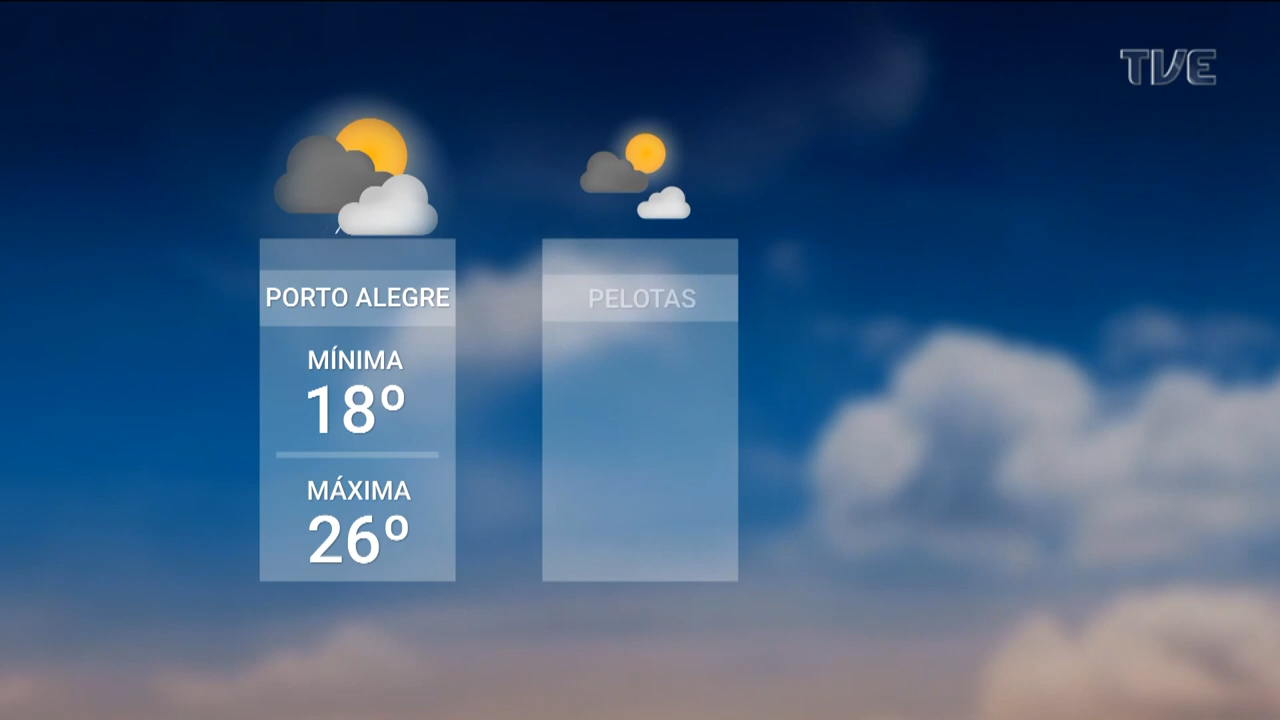 TVE
PORTO ALEGRE
MÍNIMA
18º
MÁXIMA
26º
PELOTAS